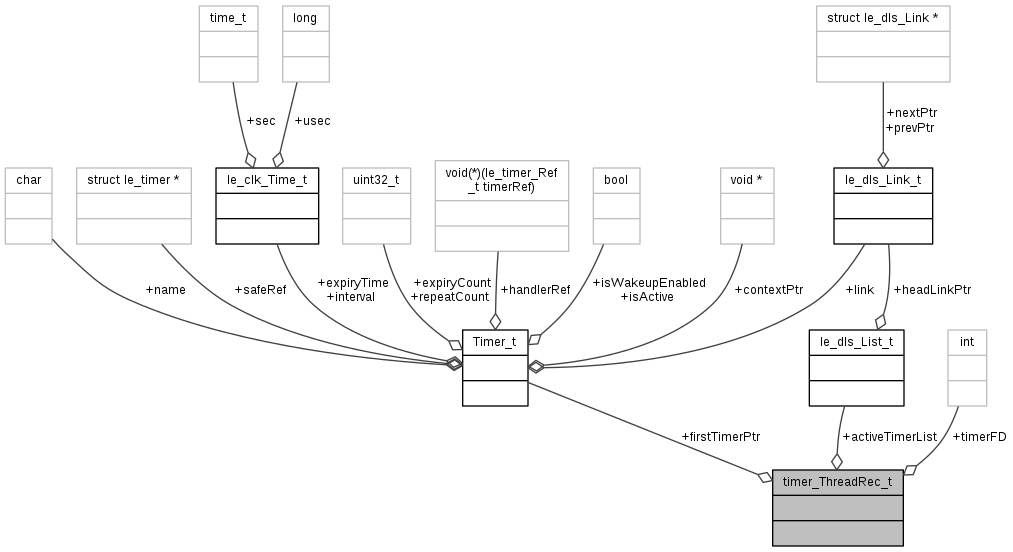 time_t
long
struct le_dls_Link *
+sec
+usec
+nextPtr
+prevPtr
char
struct le_timer *
le_clk_Time_t
uint32_t
void(*)(le_timer_Ref
_t timerRef)
bool
void *
le_dls_Link_t
+name
+safeRef
+expiryTime
+interval
+expiryCount
+repeatCount
+handlerRef
+isWakeupEnabled
+isActive
+contextPtr
+link
+headLinkPtr
Timer_t
le_dls_List_t
int
+firstTimerPtr
+activeTimerList
+timerFD
timer_ThreadRec_t